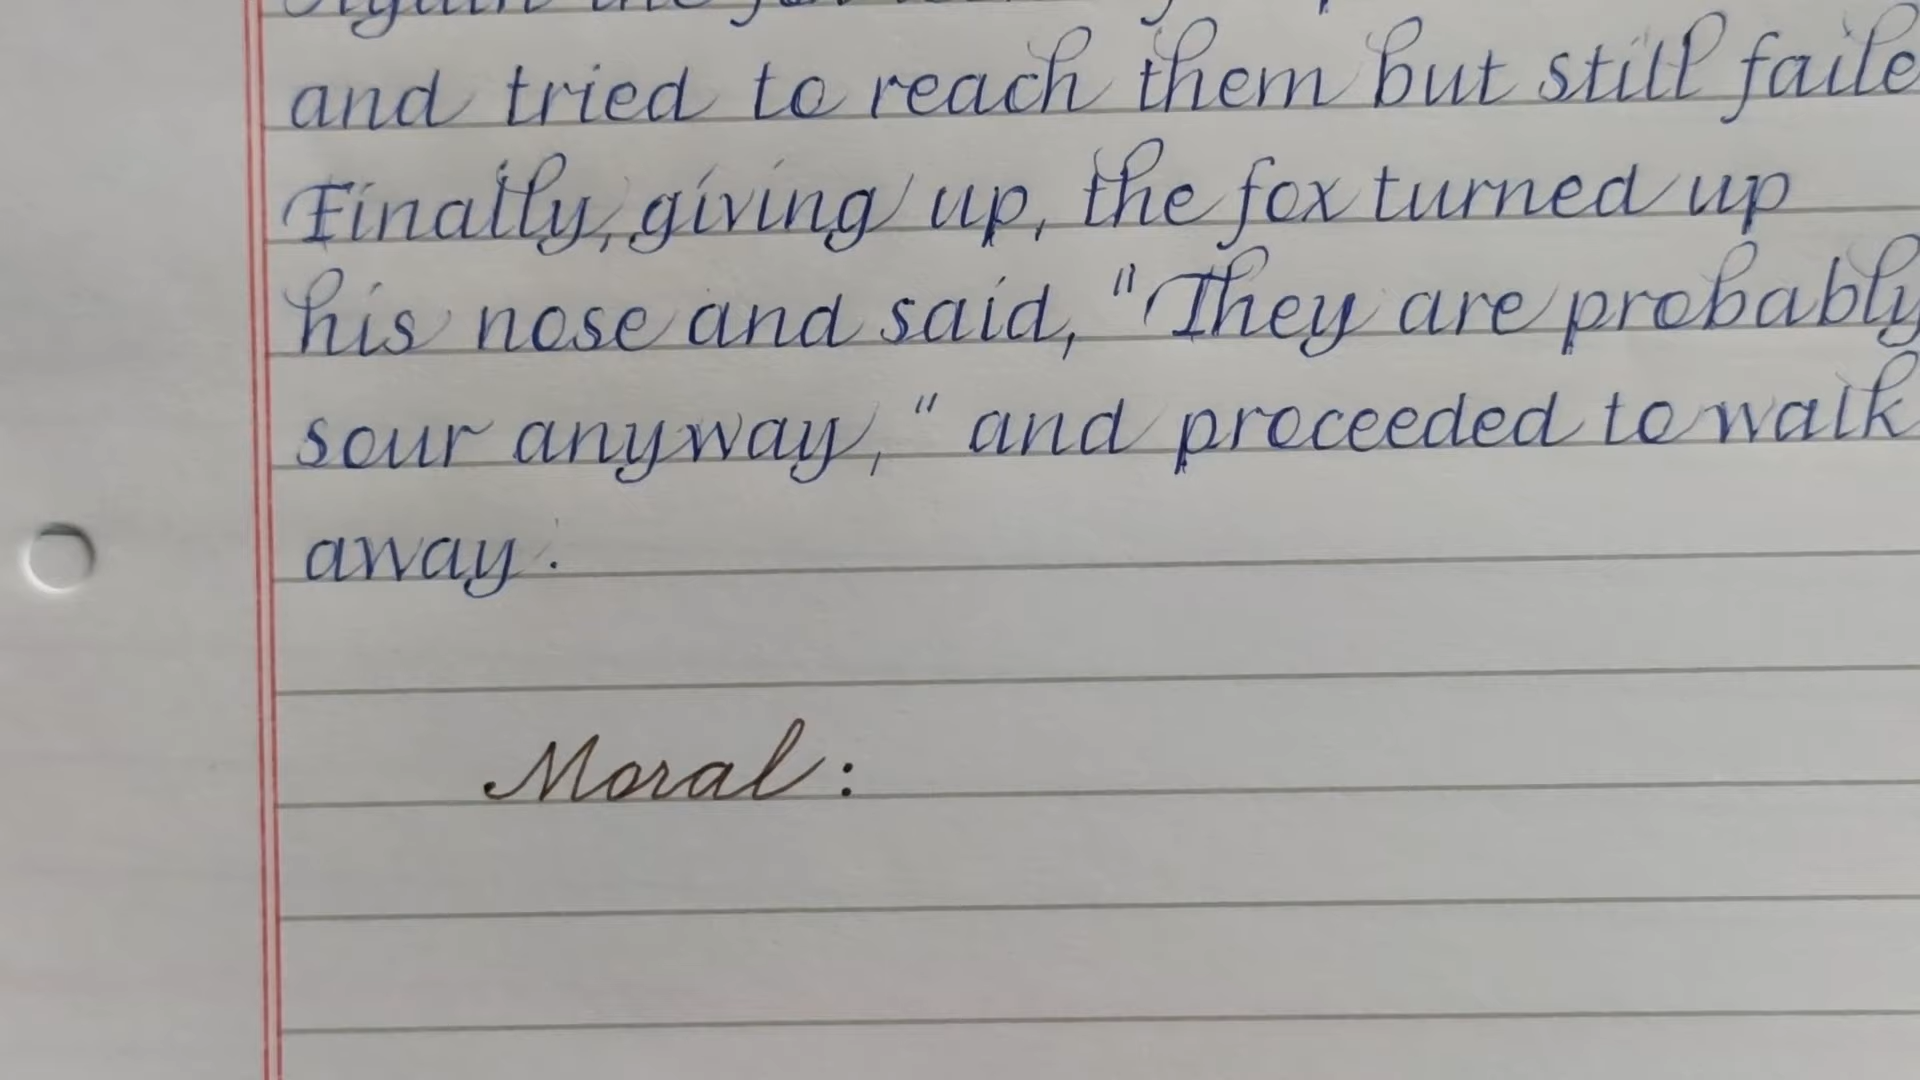 and tried to reach them but still faile
Finally, giving up, the fox turned up
his nose and said, "They are probably
sour anyway," and proceeded to walk
away.
Moral: